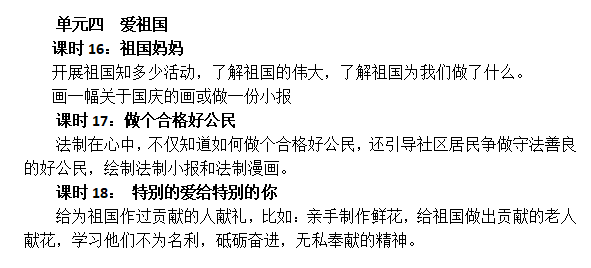 单元四　爱祖国
课时 16：祖国妈妈
开展祖国知多少活动，了解祖国的伟大，了解祖国为我们做了什么。
画一幅关于国庆的画或做一份小报
课时 17：做个合格好公民
法制在心中，不仅知道如何做个合格好公民，还引导社区居民争做守法善良
的好公民，绘制法制小报和法制漫画。
课时 18： 特别的爱给特别的你
给为祖国作过贡献的人献礼，比如：亲手制作鲜花，给祖国做出贡献的老人
献花，学习他们不为名利，砥砺奋进，无私奉献的精神。